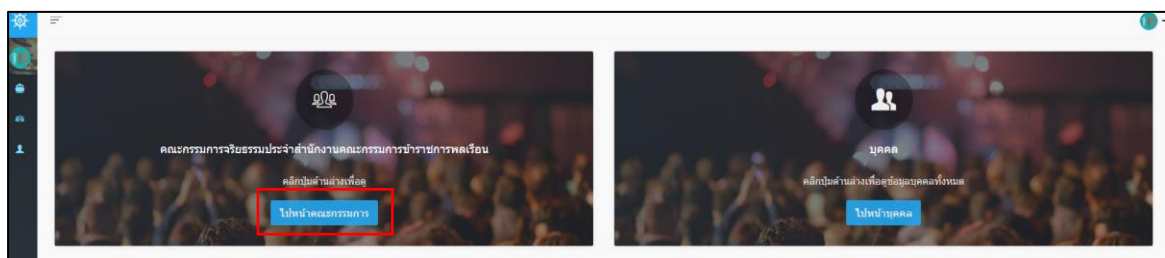 คณะกรรมการจริยธรรมประจำสำนักงานคณะกรรมการข้าราชการพลเรือน
คลิกปุ่มด้านล่างเพื่อดู
ไปหน้าคณะกรรมการ
บุคคล
คลิกปุ่มด้านล่างเพื่อดูข้อมูลบุคคลทั้งหมด
ไปหน้าบุคคล